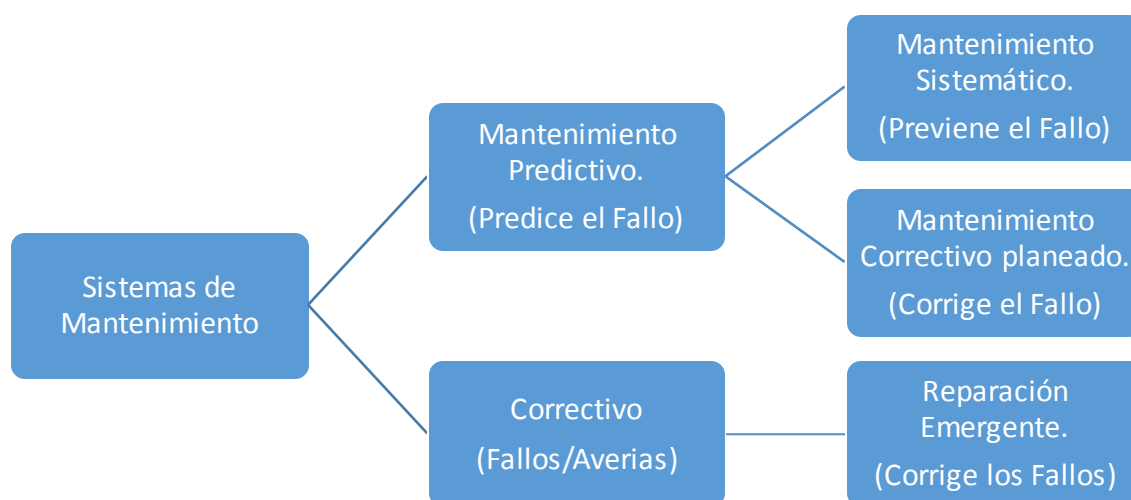 Sistemas de
Mantenimiento
Mantenimiento
Predictivo.
(Predice el Fallo)
Mantenimiento
Sistemático.
(Previene el Fallo)
Mantenimiento
Correctivo planeado.
(Corrige el Fallo)
Correctivo
(Fallos/Averias)
Reparación
Emergente.
(Corrige los Fallos)